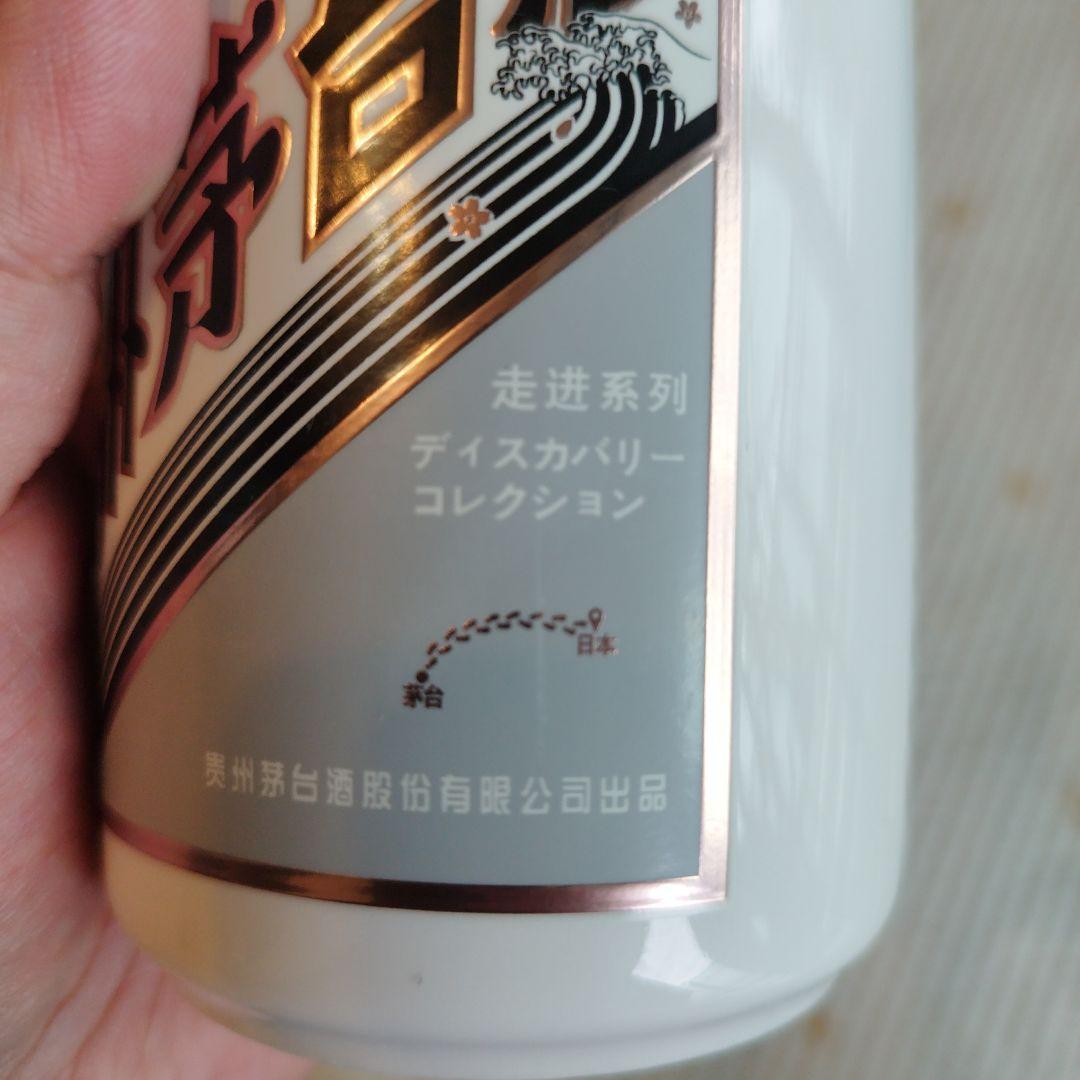 茅台
走进系列
デイスカバリー
コレクション
日本
茅台
贵州茅台酒股份有限公司出品